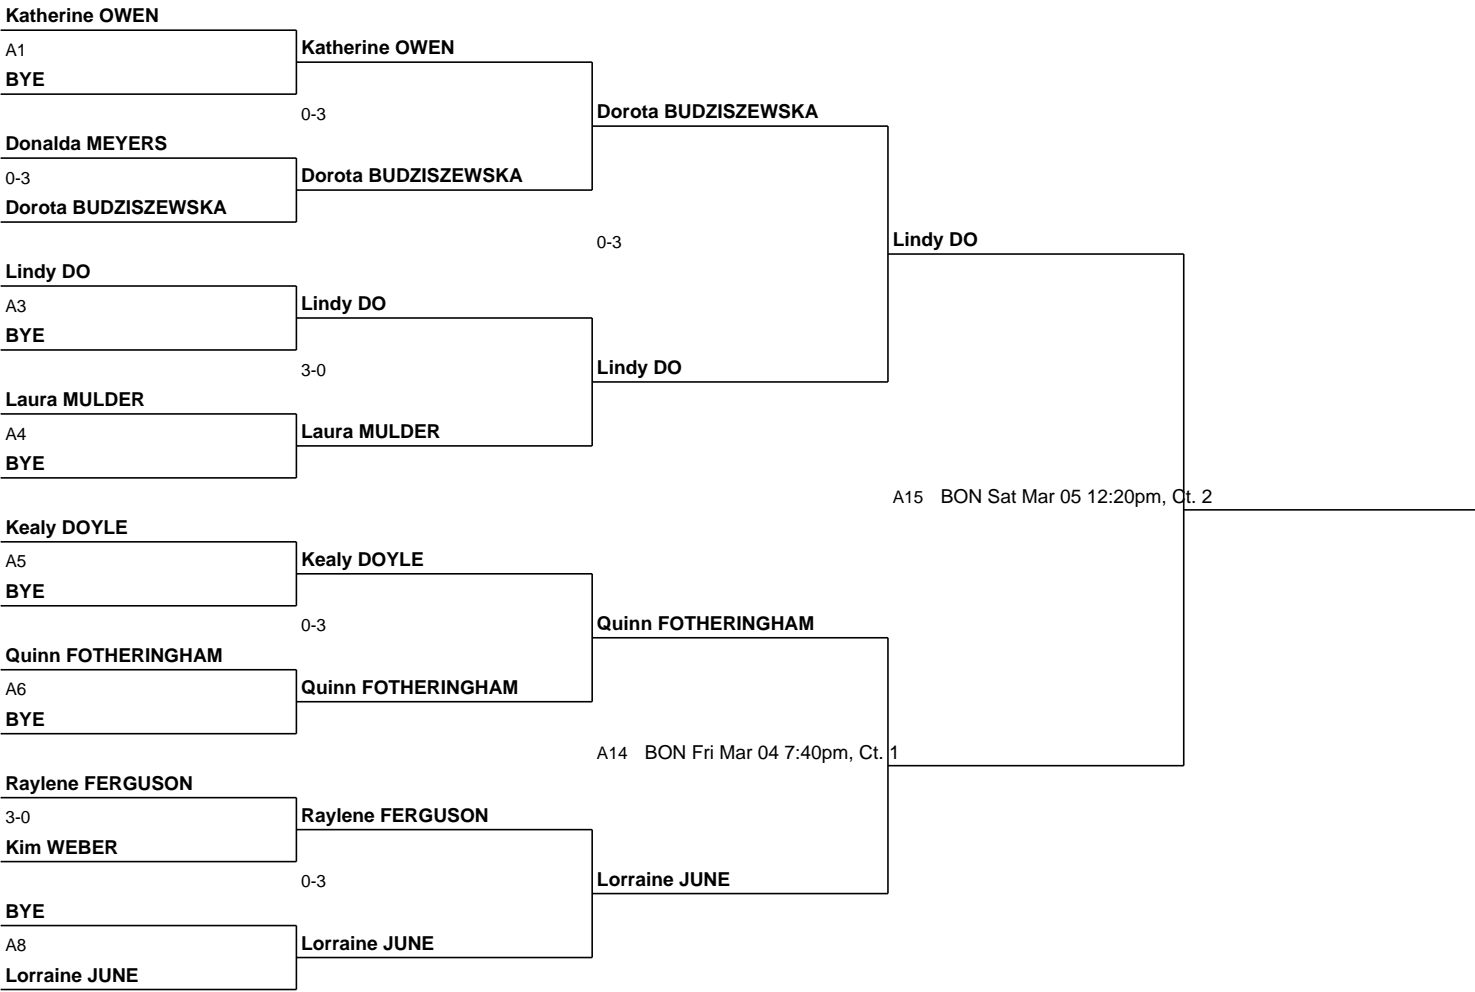 Katherine OWEN
A1
BYE
Katherine OWEN
0-3
Donalda MEYERS
0-3
Dorota BUDZISZEWSKA
Dorota BUDZISZEWSKA
Dorota BUDZISZEWSKA
0-3
Lindy DO
A3
BYE
Lindy DO
3-0
Laura MULDER
A4
BYE
Laura MULDER
Lindy DO
Lindy DO
A15 BON Sat Mar 05 12:20pm, Ct. 2
Kealy DOYLE
A5
BYE
Kealy DOYLE
0-3
Quinn FOTHERINGHAM
A6
BYE
Quinn FOTHERINGHAM
Quinn FOTHERINGHAM
A14 BON Fri Mar 04 7:40pm, Ct. 1
Raylene FERGUSON
3-0
Kim WEBER
Raylene FERGUSON
0-3
BYE
A8
Lorraine JUNE
Lorraine JUNE
Lorraine JUNE